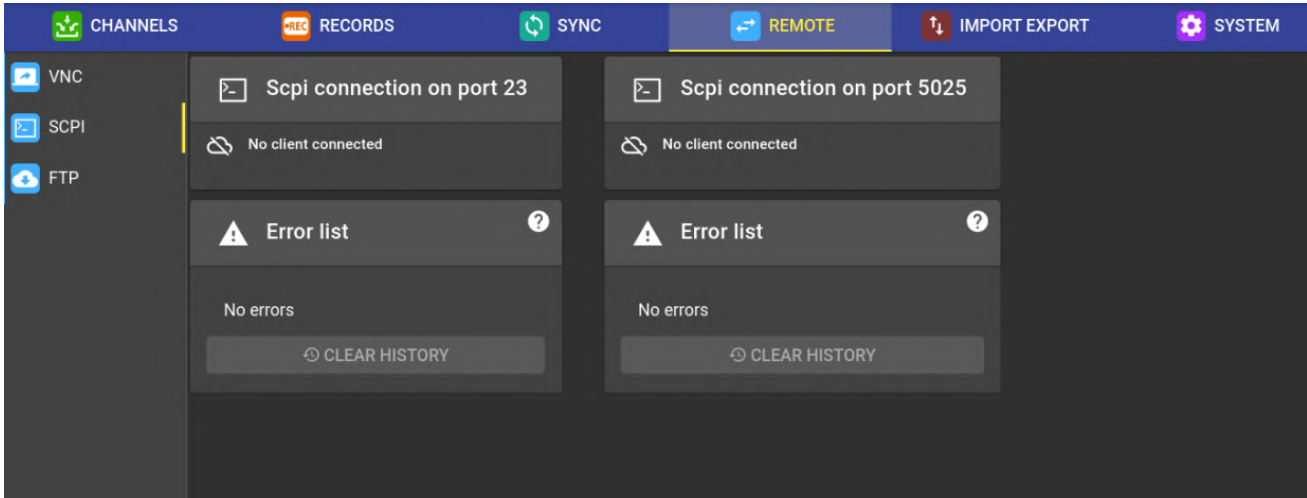 CHANNELS
REC RECORDS
SYNC
REMOTE
IMPORT EXPORT
SYSTEM
VNC
SCPI
FTP
Scpi connection on port 23
No client connected
Scpi connection on port 5025
No client connected
Error list
?
No errors
CLEAR HISTORY
Error list
?
No errors
CLEAR HISTORY